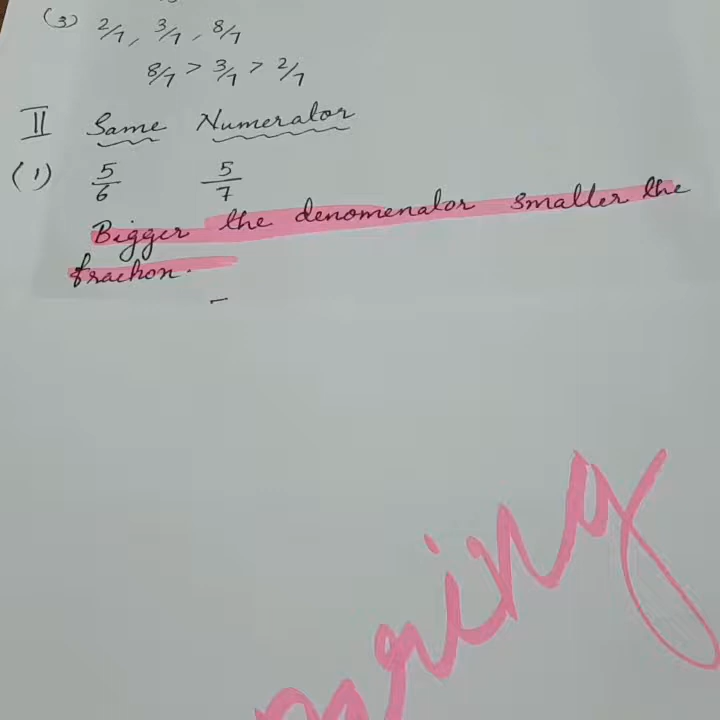 (3) 2/7, 3/7, 8/7
8/7 > 3/7 > 2/7
II Same Numerator
(1) 5/6 5/7
Bigger the denomenator smaller the
fraction.
paring